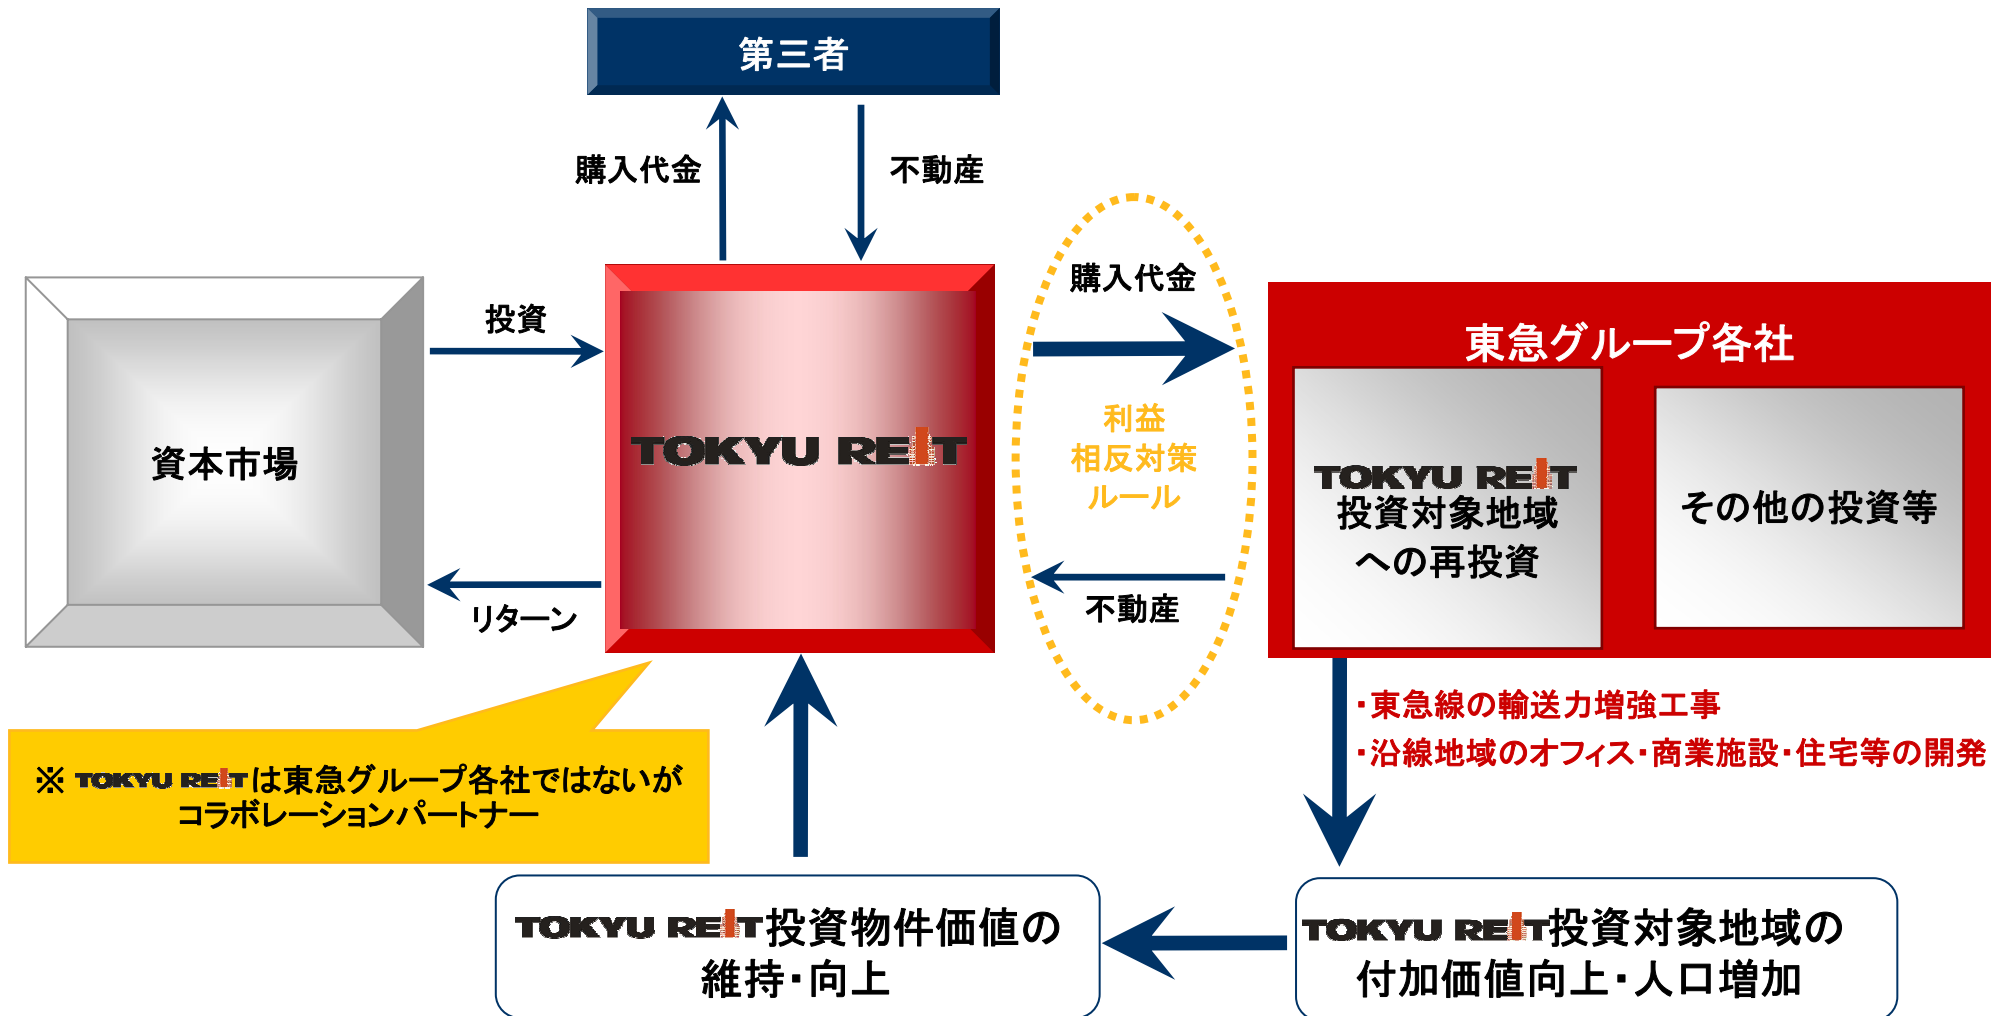 第三者
購入代金
不動産
資本市場
投資
リターン
TOKYU REIT
購入代金
利益
相反対策
ルール
不動産
東急グループ各社
TOKYU REIT
投資対象地域
への再投資
その他の投資等
・東急線の輸送力増強工事
・沿線地域のオフィス・商業施設・住宅等の開発
※ TOKYU REIT は東急グループ各社ではないが
コラボレーションパートナー
TOKYU REIT投資物件価値の
維持・向上
TOKYU REIT投資対象地域の
付加価値向上・人口増加